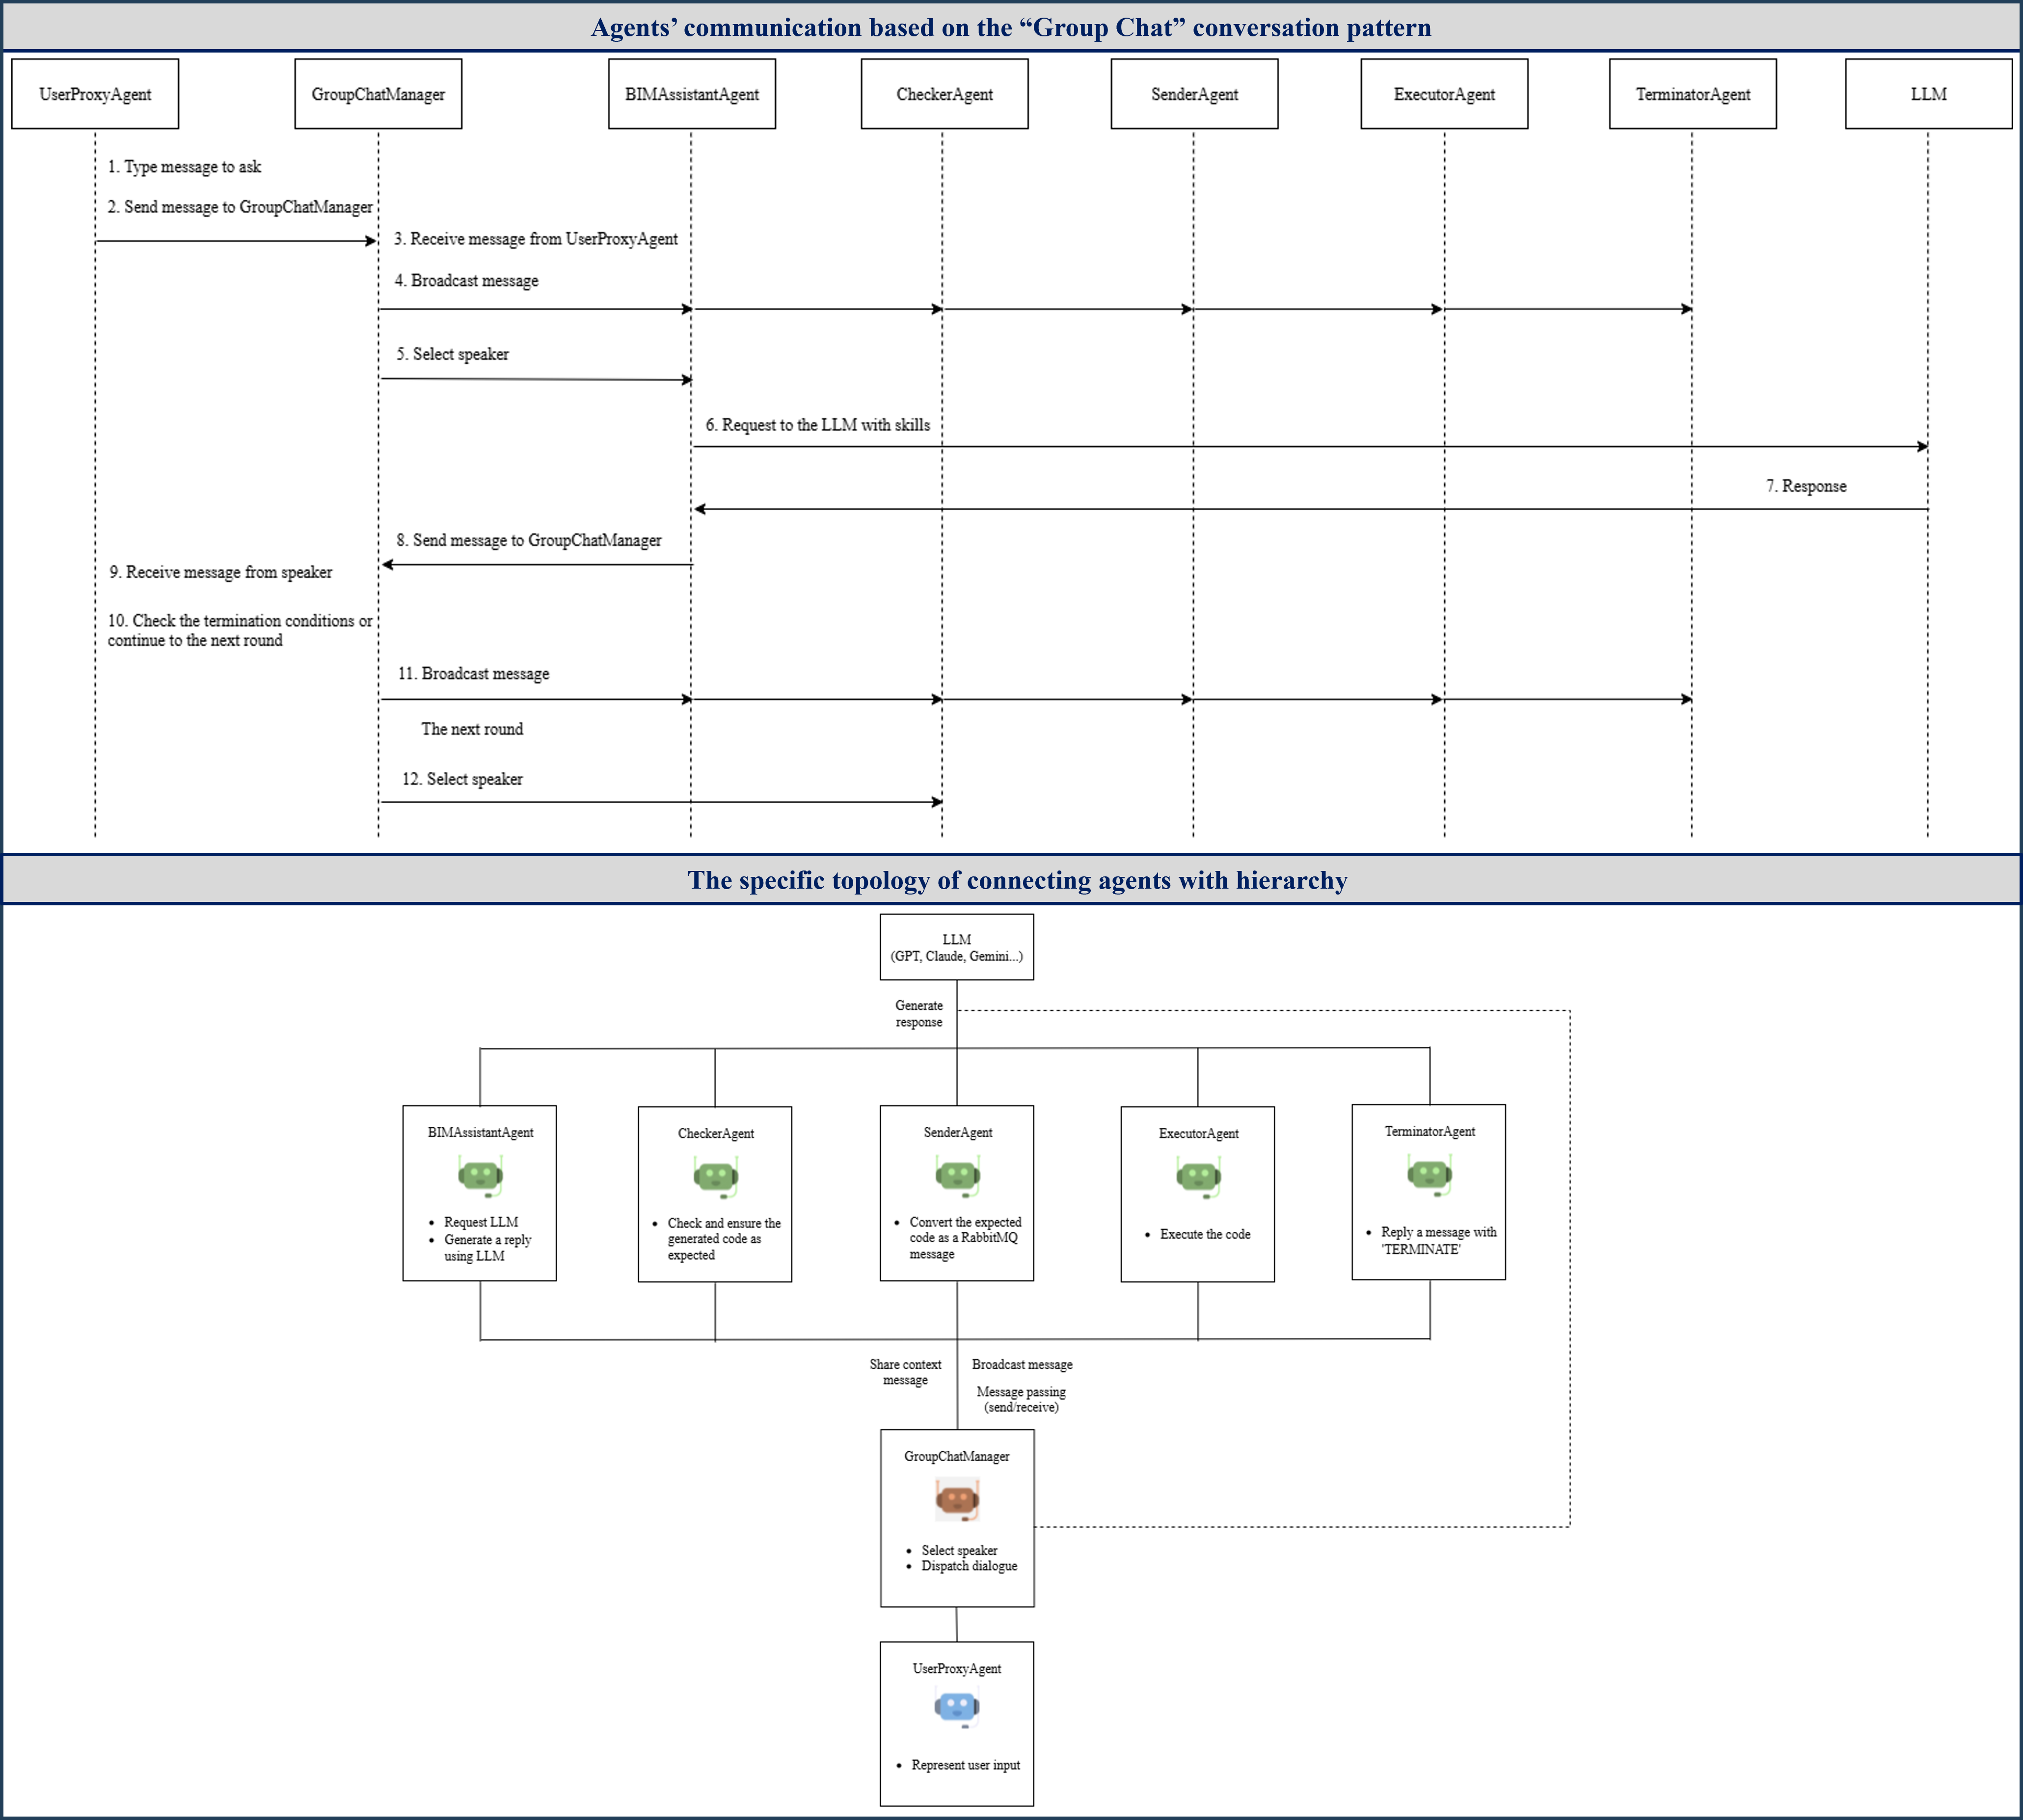 Agents’ communication based on the “Group Chat” conversation pattern
UserProxyAgent
GroupChatManager
BIMAssistantAgent
CheckerAgent
SenderAgent
ExecutorAgent
TerminatorAgent
LLM
1. Type message to ask
2. Send message to GroupChatManager
3. Receive message from UserProxyAgent
4. Broadcast message
5. Select speaker
6. Request to the LLM with skills
7. Response
8. Send message to GroupChatManager
9. Receive message from speaker
10. Check the termination conditions or
continue to the next round
11. Broadcast message
The next round
12. Select speaker
The specific topology of connecting agents with hierarchy
LLM
(GPT, Claude, Gemini...)
Generate
response
BIMAssistantAgent
• Request LLM
• Generate a reply
using LLM
CheckerAgent
• Check and ensure the
generated code as
expected
SenderAgent
• Convert the expected
code as a RabbitMQ
message
ExecutorAgent
• Execute the code
TerminatorAgent
• Reply a message with
'TERMINATE'
Share context
message
Broadcast message
Message passing
(send/receive)
GroupChatManager
• Select speaker
• Dispatch dialogue
UserProxyAgent
• Represent user input